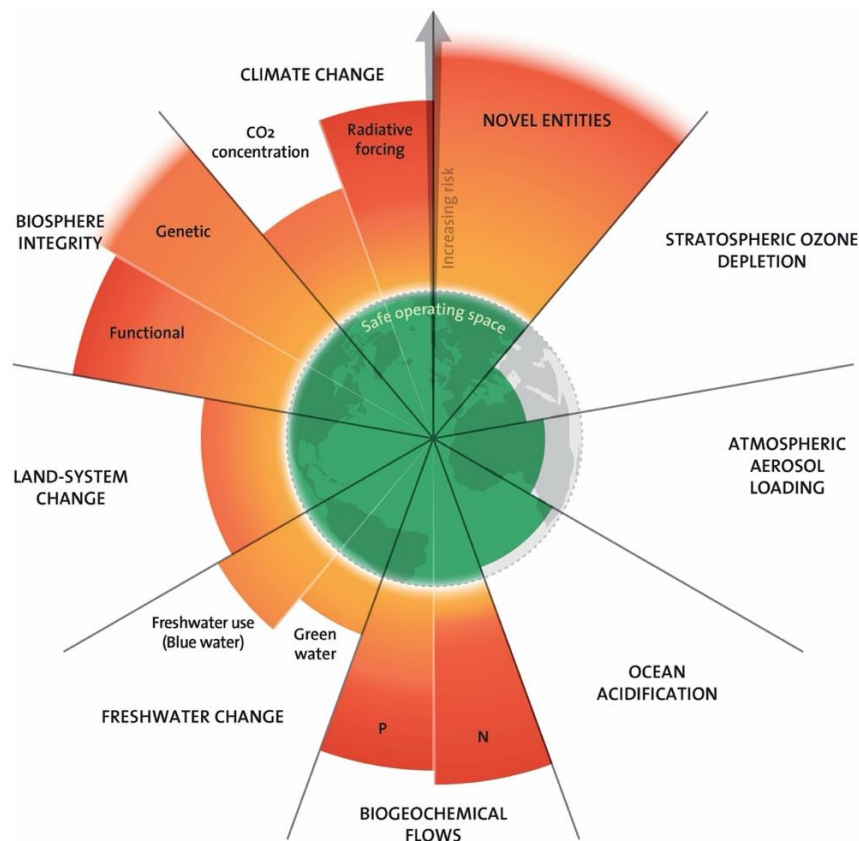 CLIMATE CHANGE
CO2
concentration
Radiative
forcing
NOVEL ENTITIES
Increasing risk
STRATOSPHERIC OZONE
DEPLETION
BIOSPHERE
INTEGRITY
Genetic
Functional
Safe operating space
LAND-SYSTEM
CHANGE
ATMOSPHERIC
AEROSOL
LOADING
Freshwater use
(Blue water)
Green
water
FRESHWATER CHANGE
P
N
OCEAN
ACIDIFICATION
BIOGEOCHEMICAL
FLOWS